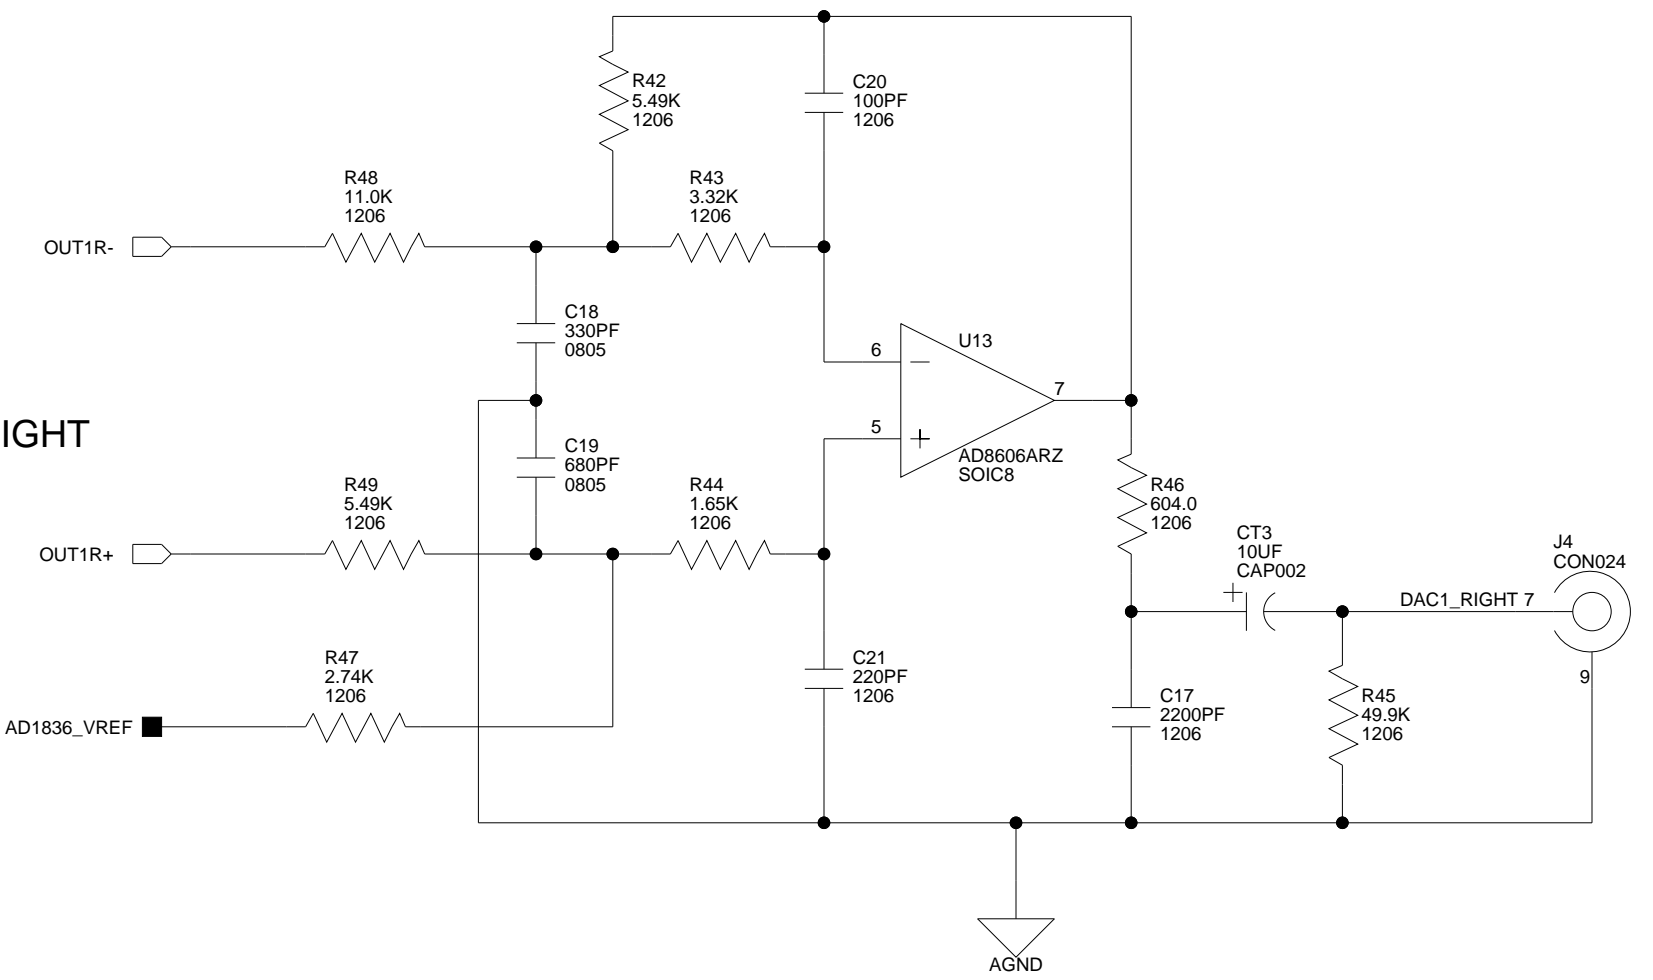 R42
5.49K
1206
C20
100PF
1206
R48
11.0K
1206
R43
3.32K
1206
OUT1R-
C18
330PF
0805
6
U13
7
IGHT
5
C19
680PF
0805
AD8606ARZ
SOIC8
R49
5.49K
1206
R44
1.65K
1206
R46
604.0
1206
OUT1R+
CT3
10UF
CAP002
J4
CON024
DAC1_RIGHT 7
R47
2.74K
1206
C21
220PF
1206
9
R45
49.9K
1206
C17
2200PF
1206
AD1836_VREF
AGND